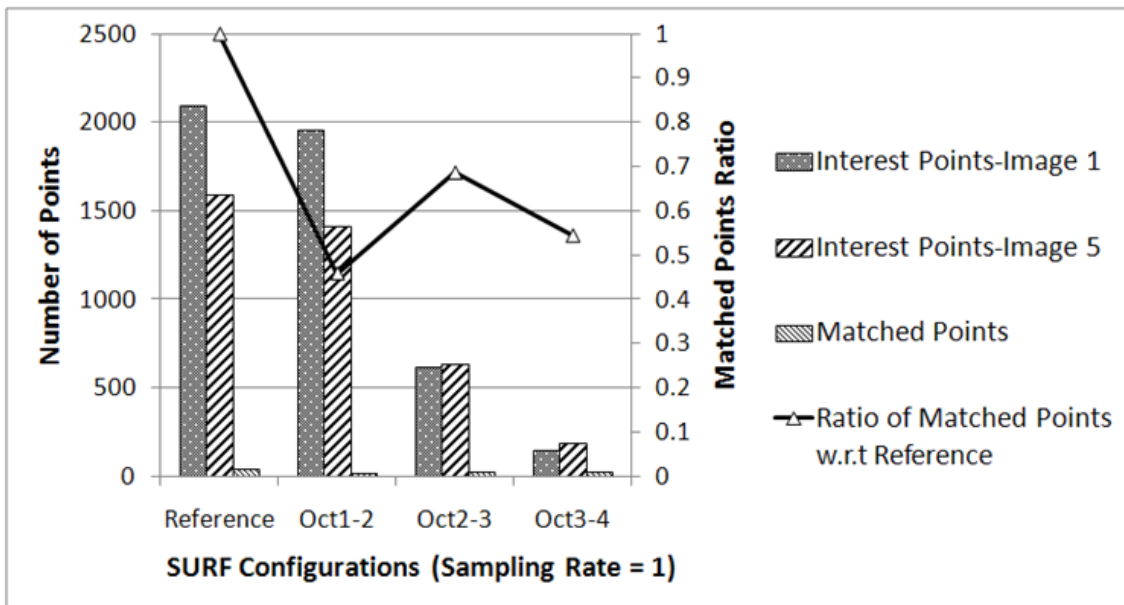 Number of Points
2500
2000
1500
1000
500
0
1
0.9
0.8
0.7
0.6
0.5
0.4
0.3
0.2
0.1
0
Matched Points Ratio
Reference Oct1-2 Oct2-3 Oct3-4
SURF Configurations (Sampling Rate = 1)
Interest Points-Image 1
Interest Points-Image 5
Matched Points
Ratio of Matched Points
w.r.t Reference